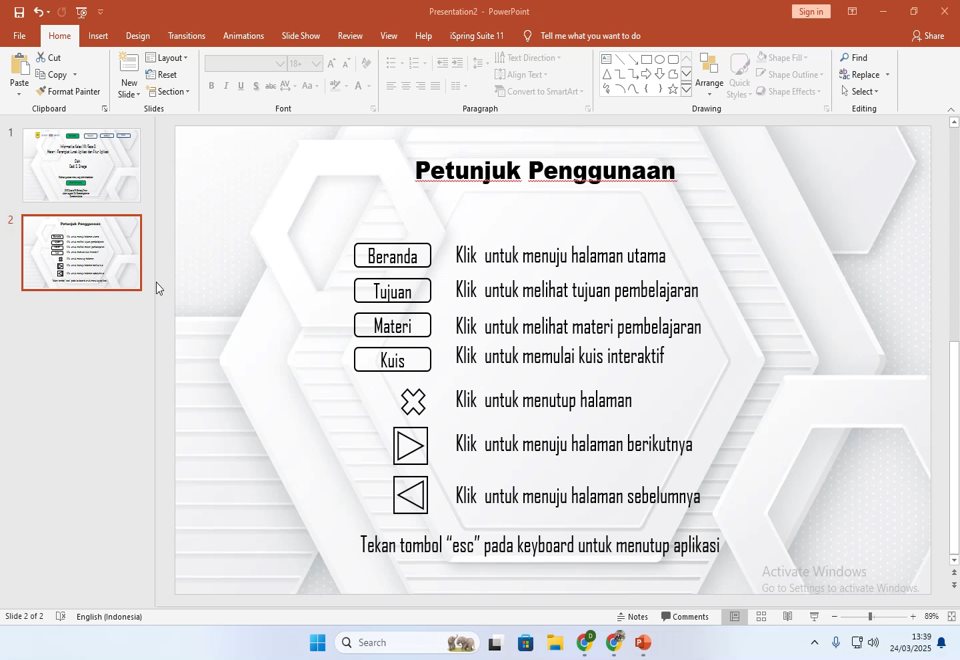 Presentation2 - PowerPoint
Sign in
File Home Insert Design Transitions Animations Slide Show Review View Help iSpring Suite 11 Tell me what you want to do Share
Paste
Cut
Copy
Format Painter
Clipboard
New Slide
Layout
Reset
Section
Slides
18+
B I U S abc AV Aa A
Font
Paragraph
Text Direction
Align Text
Convert to SmartArt
Arrange
Quick Styles
Shape Fill
Shape Outline
Shape Effects
Drawing
Find
Replace
Select
Editing
1
2
Petunjuk Penggunaan
Beranda Klik untuk menuju halaman utama
Tujuan Klik untuk melihat tujuan pembelajaran
Materi Klik untuk melihat materi pembelajaran
Kuis Klik untuk memulai kuis interaktif
Klik untuk menutup halaman
Klik untuk menuju halaman berikutnya
Klik untuk menuju halaman sebelumnya
Tekan tombol “esc” pada keyboard untuk menutup aplikasi
Activate Windows
Go to Settings to activate Windows.
Slide 2 of 2 English (Indonesia) Notes Comments 89%
Search
13:39
24/03/2025